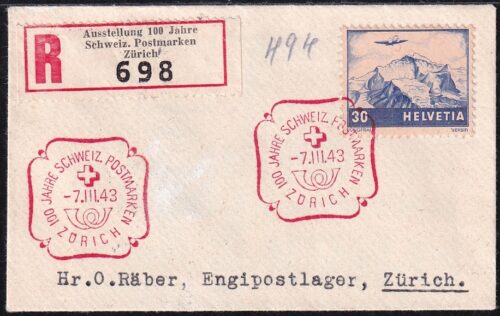 Ausstellung 100 Jahre
Schweiz. Postmarken
Zürich
R
698
494
30 HELVETIA
100 JAHRE SCHWEIZ. POSTMARKEN
-7.III.43
ZÜRICH
100 JAHRE SCHWEIZ. POSTMARKEN
-7.III.43
ZÜRICH
Hr.O.Räber, Engipostlager, Zürich.